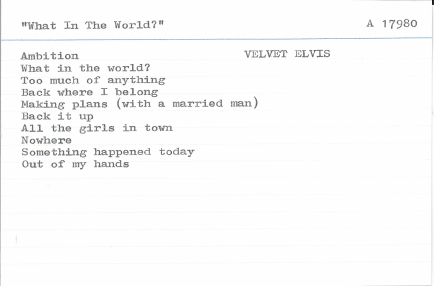 "What In The World?" A 17980
Ambition VELVET ELVIS
What in the world?
Too much of anything
Back where I belong
Making plans (with a married man)
Back it up
All the girls in town
Nowhere
Something happened today
Out of my hands